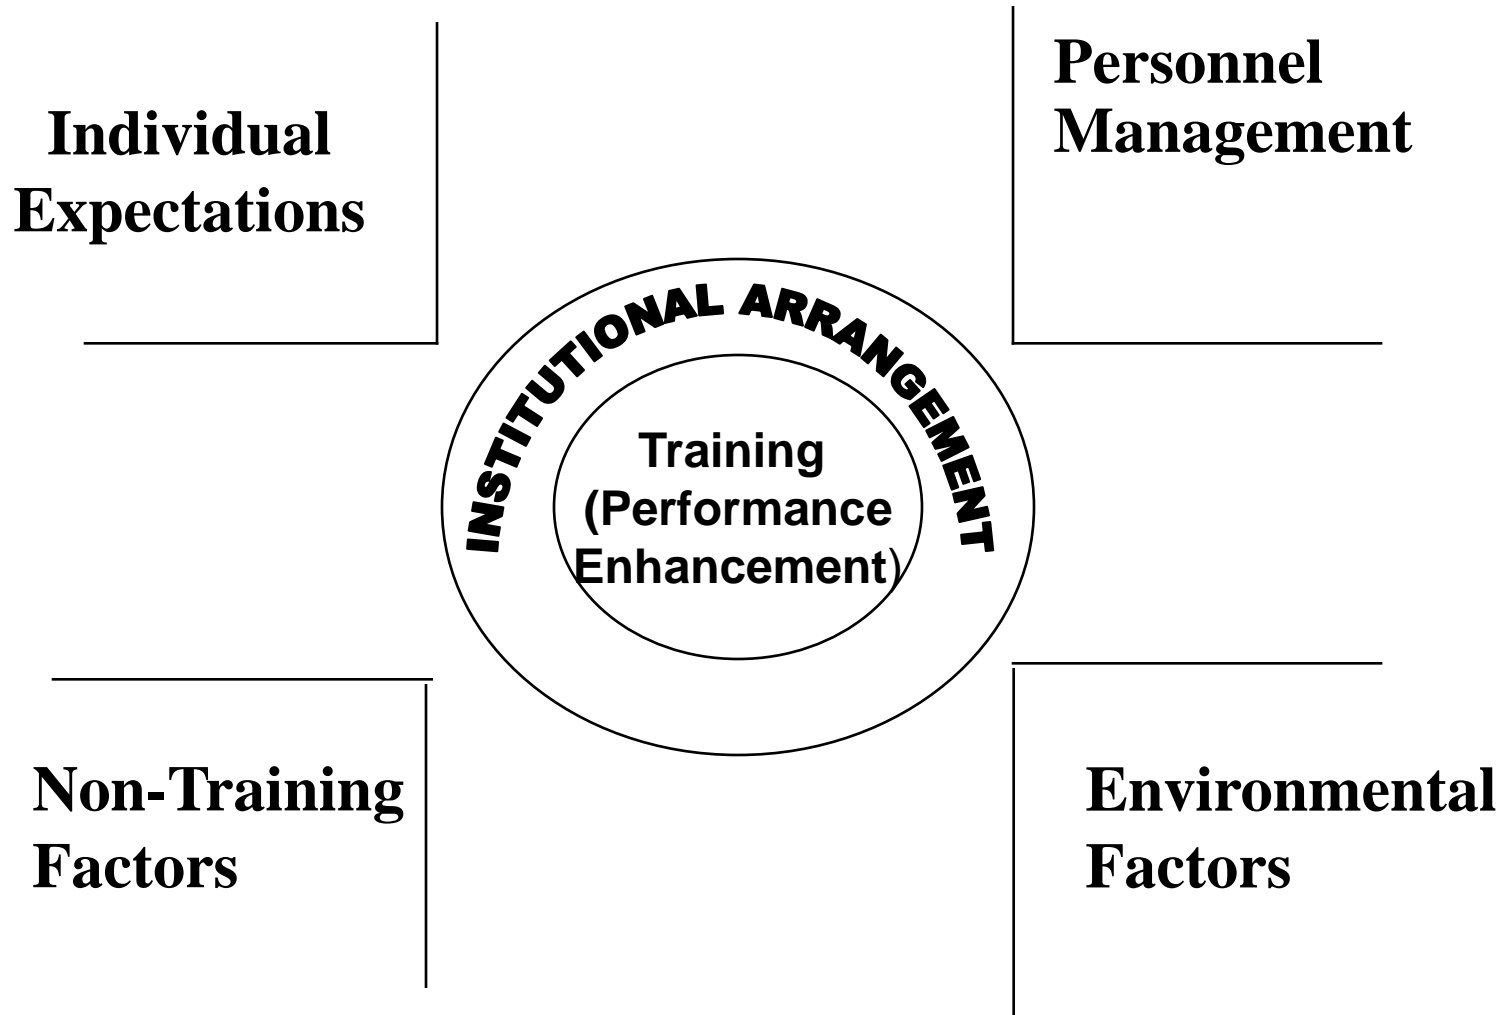 Individual
Expectations
Personnel
Management
INSTITUTIONAL ARRANGEMENT
Training
(Performance
Enhancement)
Non-Training
Factors
Environmental
Factors